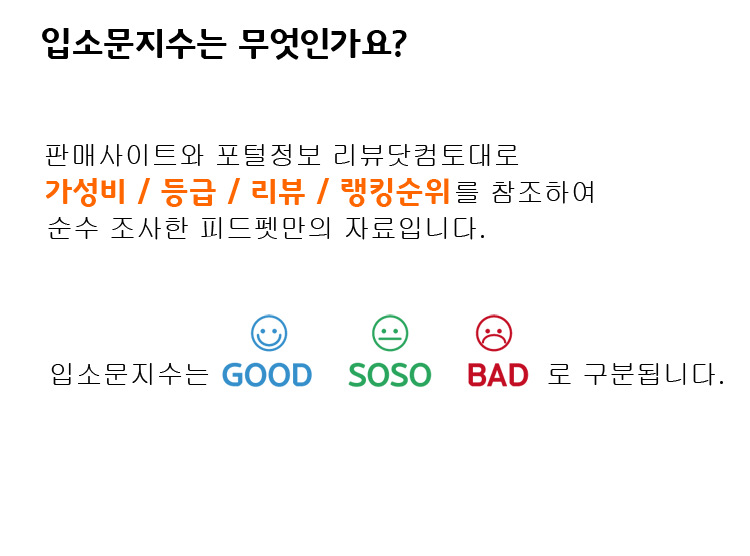 입소문지수는 무엇인가요?
판매사이트와 포털정보 리뷰닷컴토대로
가성비 / 등급 / 리뷰 / 랭킹순위를 참조하여
순수 조사한 피드펫만의 자료입니다.
입소문지수는 GOOD SOSO BAD 로 구분됩니다.